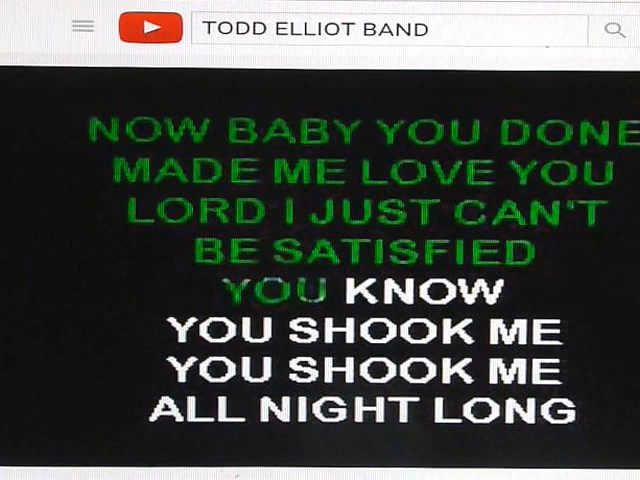 TODD ELLIOT BAND
NOW BABY YOU DONE
MADE ME LOVE YOU
LORD I JUST CAN'T
BE SATISFIED
YOU KNOW
YOU SHOOK ME
YOU SHOOK ME
ALL NIGHT LONG